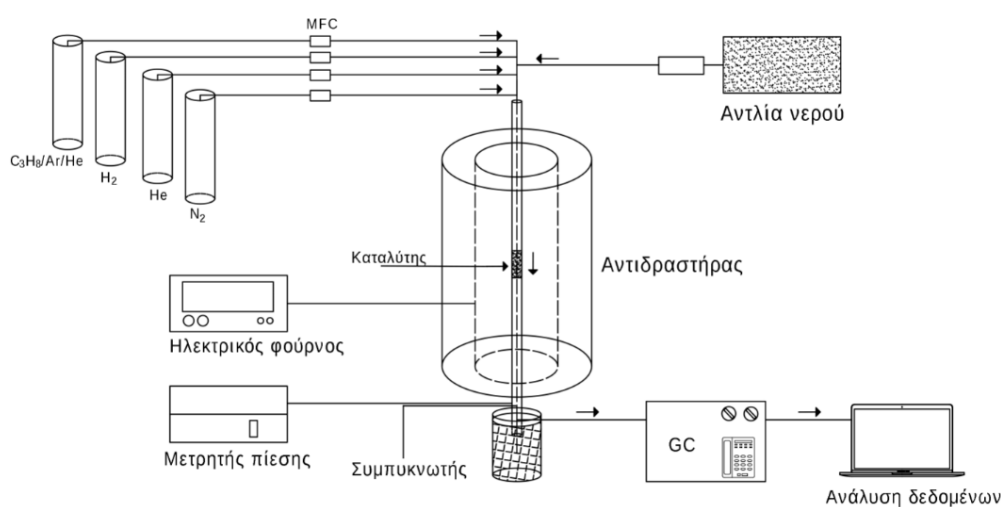 MFC
C₃H₈/Ar/He
H₂
He
N₂
Αντλία νερού
Καταλύτης
Αντιδραστήρας
Ηλεκτρικός φούρνος
Μετρητής πίεσης
Συμπυκνωτής
GC
Ανάλυση δεδομένων